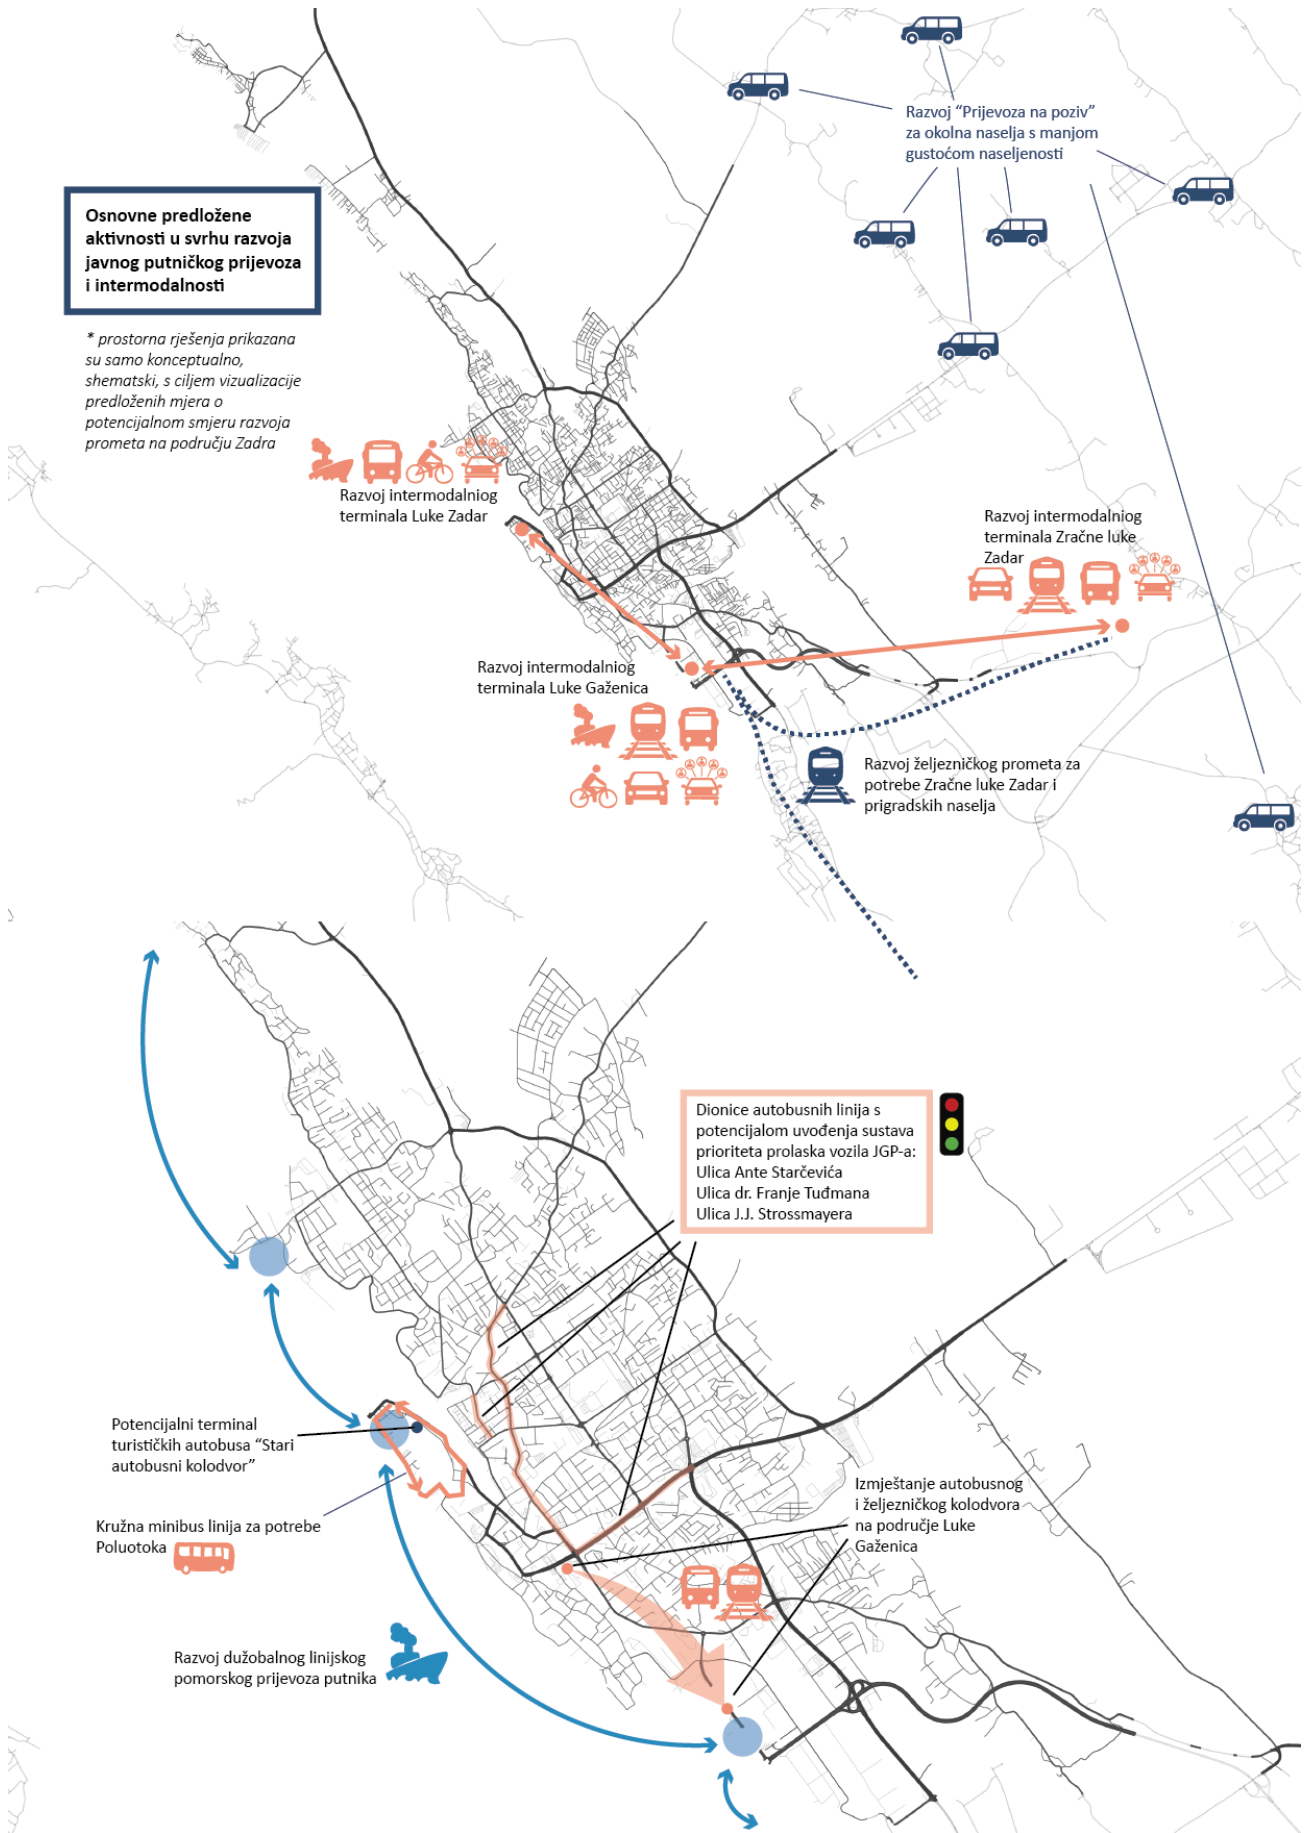 Razvoj “Prijevoza na poziv”
za okolna naselja s manjom
gustoćom naseljenosti
Osnovne predložene
aktivnosti u svrhu razvoja
javnog putničkog prijevoza
i intermodalnosti
* prostorna rješenja prikazana
su samo konceptualno,
shematski, s ciljem vizualizacije
predloženih mjera o
potencijalnom smjeru razvoja
prometa na području Zadra
Razvoj intermodalniog
terminala Luke Zadar
Razvoj intermodalniog
terminala Zračne luke
Zadar
Razvoj intermodalniog
terminala Luke Gaženica
Razvoj željezničkog prometa za
potrebe Zračne luke Zadar i
prigradskih naselja
Dionice autobusnih linija s
potencijalom uvođenja sustava
prioriteta prolaska vozila JGP-a:
Ulica Ante Starčevića
Ulica dr. Franje Tuđmana
Ulica J.J. Strossmayera
Potencijalni terminal
turističkih autobusa “Stari
autobusni kolodvor”
Izmještanje autobusnog
i željezničkog kolodvora
na područje Luke
Gaženica
Kružna minibus linija za potrebe
Poluotoka
Razvoj dužobalnog linijskog
pomorskog prijevoza putnika